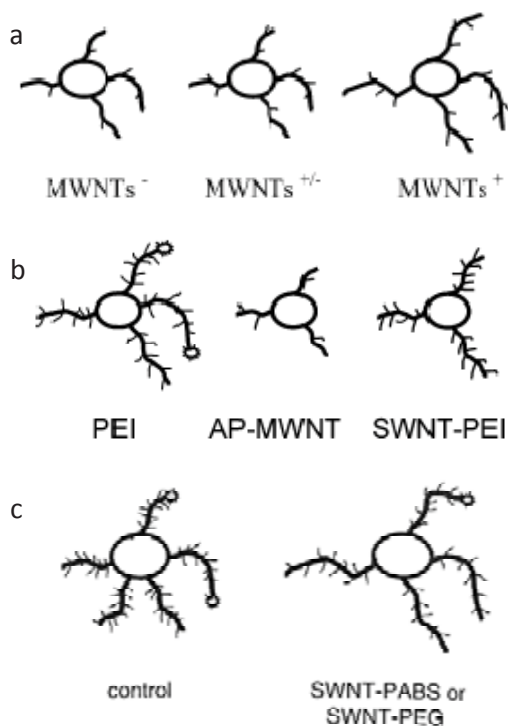 a
MWNTs - MWNTs +/- MWNTs +
b
PEI AP-MWNT SWNT-PEI
c
control SWNT-PABS or
SWNT-PEG